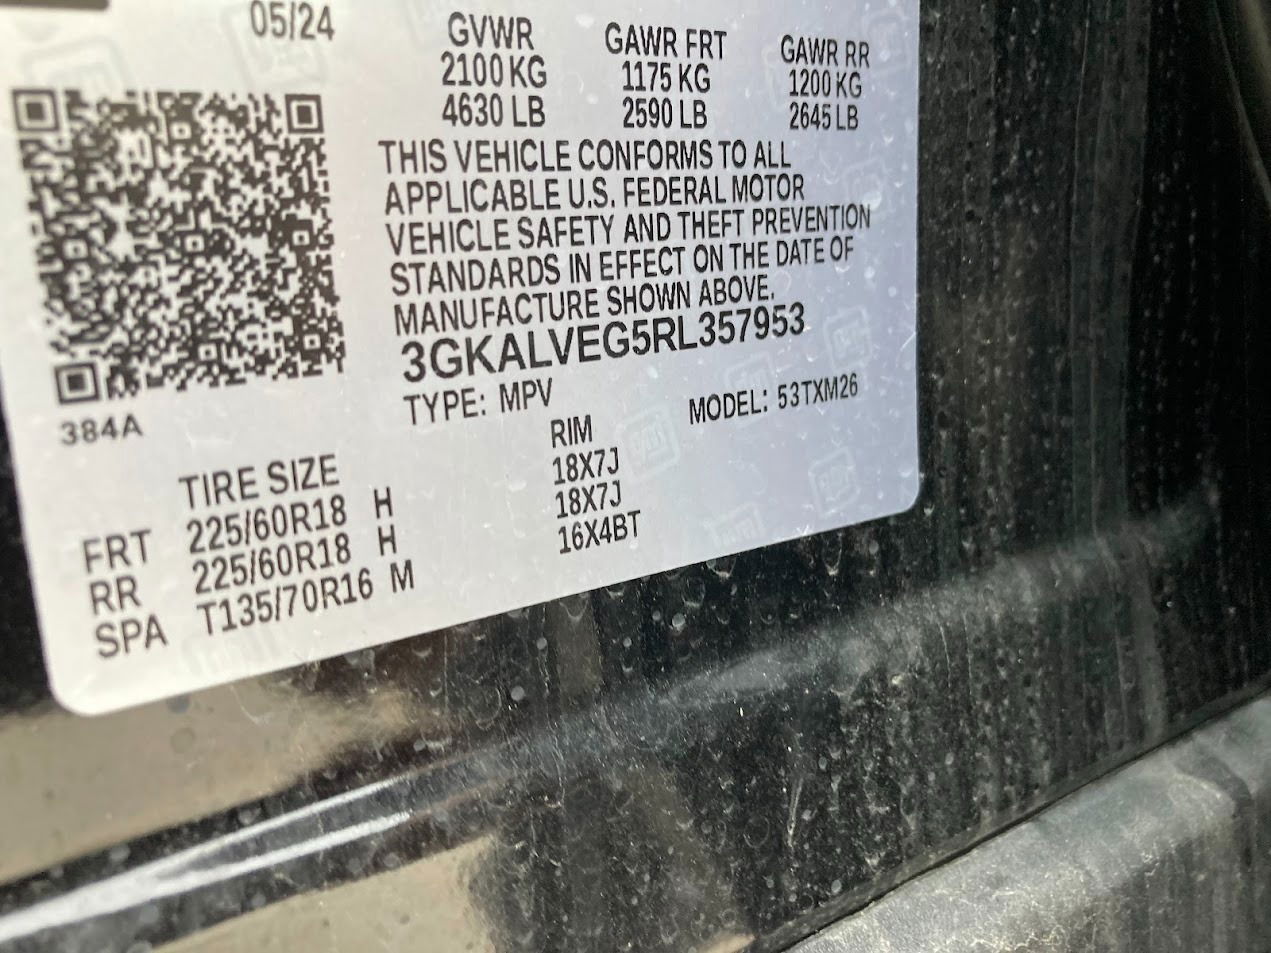 05/24 GVWR GAWR FRT GAWR RR
2100 KG 1175 KG 1200 KG
4630 LB 2590 LB 2645 LB
THIS VEHICLE CONFORMS TO ALL
APPLICABLE U.S. FEDERAL MOTOR
VEHICLE SAFETY AND THEFT PREVENTION
STANDARDS IN EFFECT ON THE DATE OF
MANUFACTURE SHOWN ABOVE.
3GKALVEG5RL357953
TYPE: MPV MODEL: 53TXM26
384A
TIRE SIZE RIM
FRT 225/60R18 H 18X7J
RR 225/60R18 H 18X7J
SPA T135/70R16 M 16X4BT